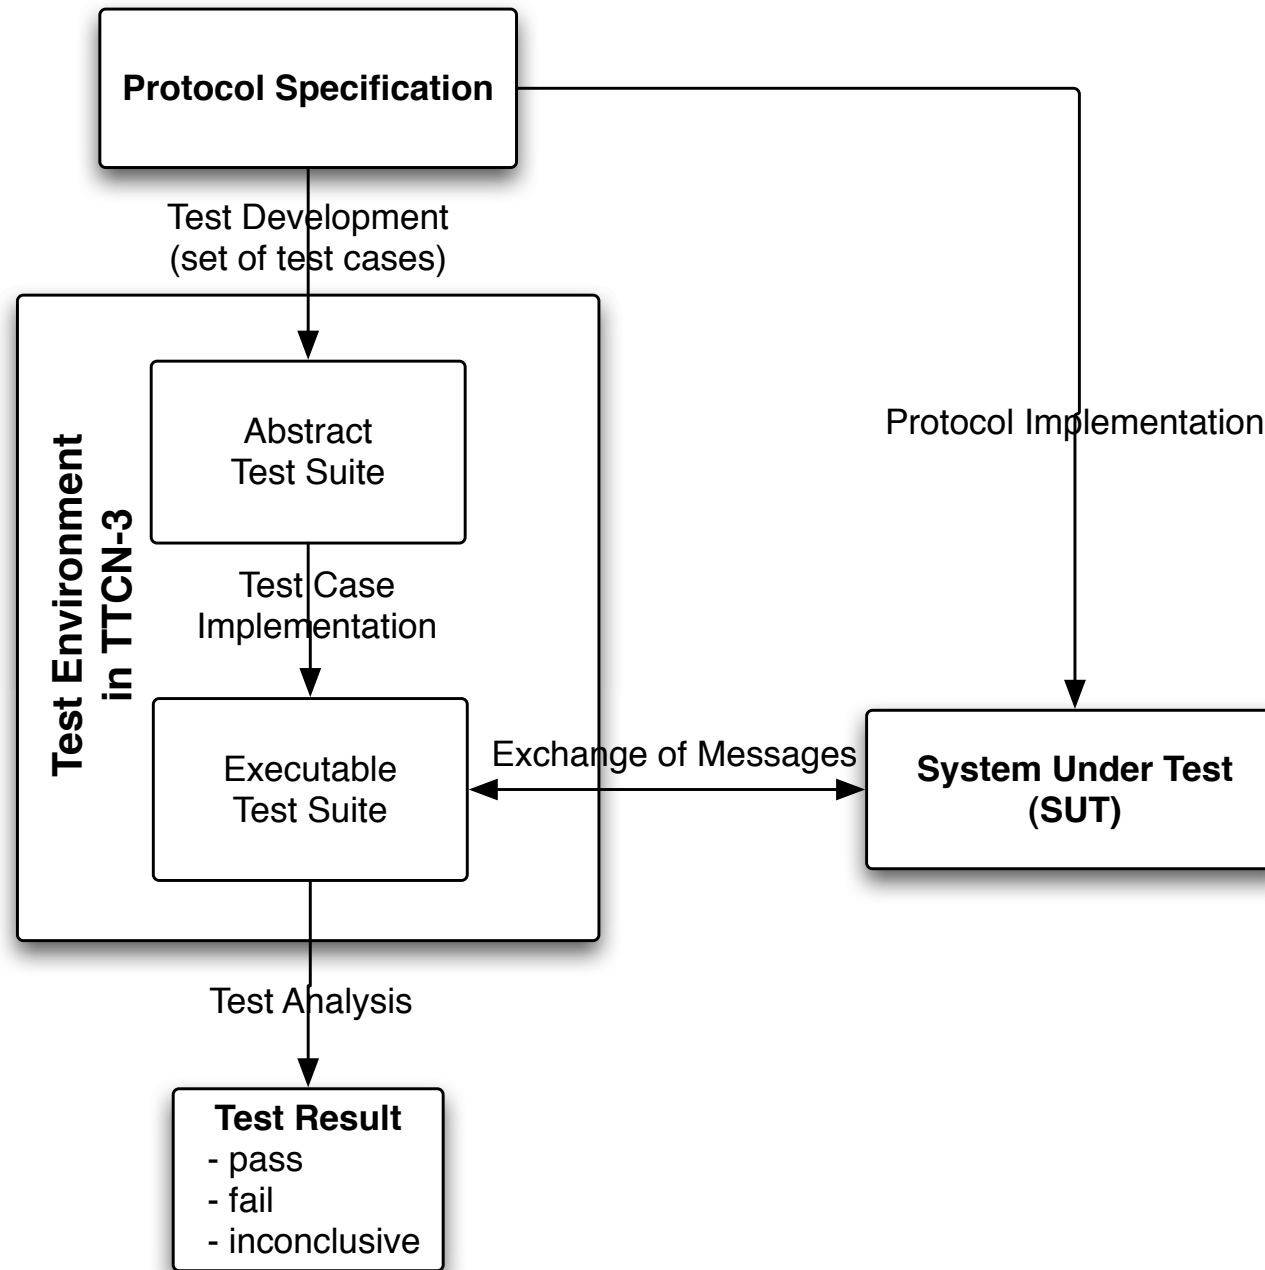 Protocol Specification
Test Development
(set of test cases)
Test Environment
in TTCN-3
Abstract
Test Suite
Protocol Implementation
Test Case
Implementation
Executable
Test Suite
Exchange of Messages
System Under Test
(SUT)
Test Analysis
Test Result
- pass
- fail
- inconclusive